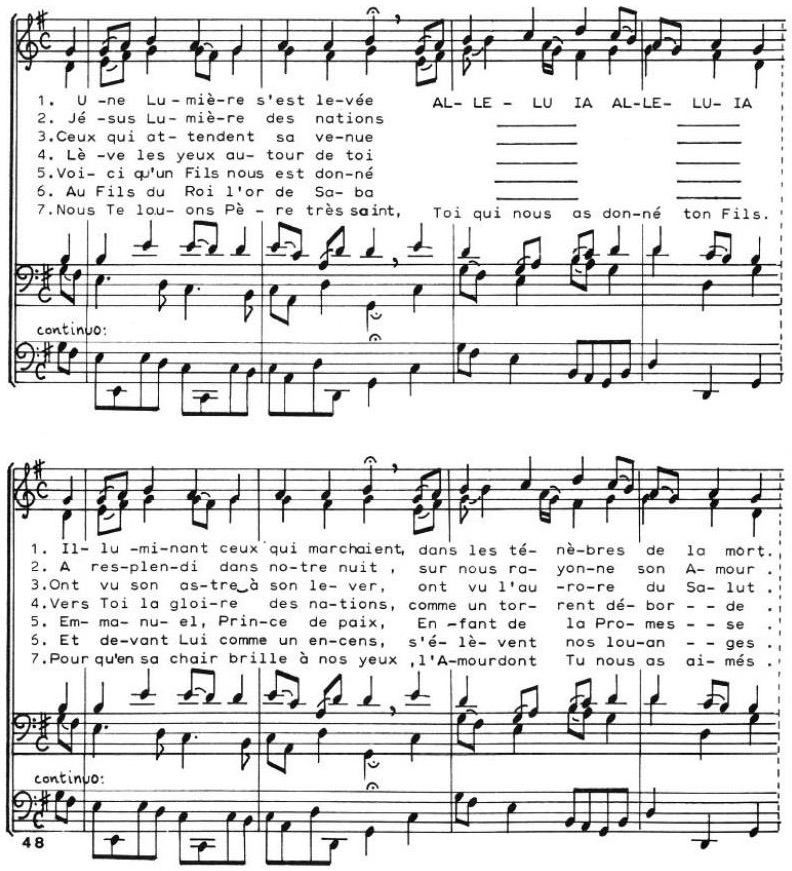 1. U -ne Lu- miè-re s'est le-vée AL-LE - LU IA AL-LE- LU-IA
2. Jé -sus Lu- mière des nations
3.Ceux qui at- tendent sa venue
4. Lè -ve les yeux au- tour de toi
5.Voi- ci qu'un Fils nous est don-né
6. Au Fils du Roi l'or de Sa-ba
7.Nous Te lou- ons Pè - re très saint, Toi qui nous as don-né ton Fils.
continuo:
1. Il- lu -mi-nant ceux qui marchaient, dans les té- nè-bres de la mort.
2. A res-plen-di dans no-tre nuit , sur nous ra- yon-ne son A-mour .
3.Ont vu son as-tre à son le- ver, ont vu l'au -ro-re du Sa-lut .
4.Vers Toi la gloi-re des na-tions, comme un tor- rent dé-bor - - de .
5. Em- ma-nu-el, Prin-ce de paix, En -fant de la Pro-mes - -se .
6. Et de-vant Lui comme un en-cens, s'é- lè- vent nos lou-an - -ges .
7.Pour qu'en sa chair brille à nos yeux ,l'A-mourdont Tu nous as ai-més .
continuo:
48